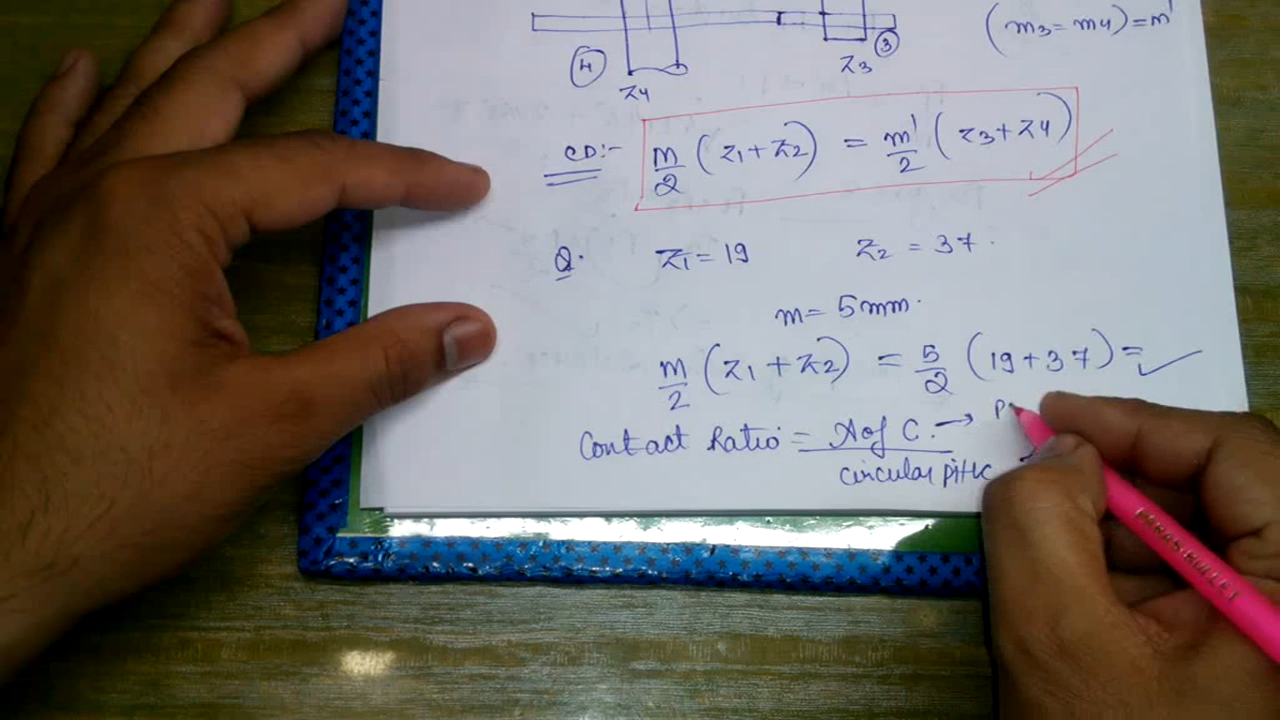 (m3 = m4) = m'
4
3
Z4
Z3
CD:- m/2 (Z1 + Z2) = m'/2 (Z3 + Z4)
Q. Z1 = 19 Z2 = 37.
m = 5mm.
m/2 (Z1 + Z2) = 5/2 (19 + 37) = ✓
Contact Ratio = A of C. → P
circular pitc